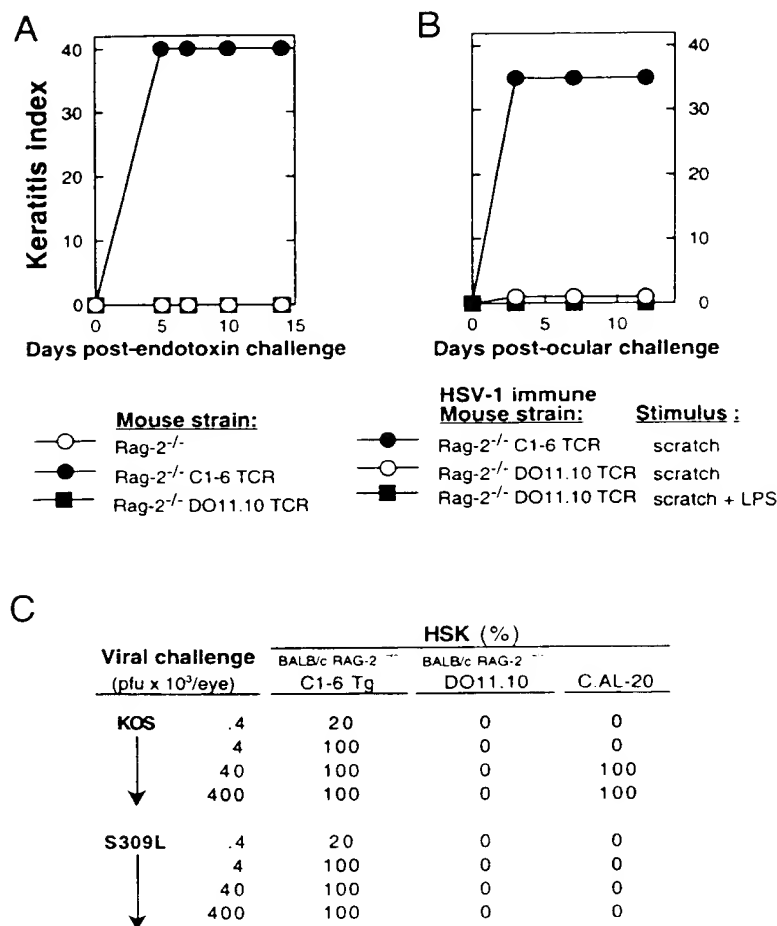 A
Keratitis index
40
30
20
10
0
0 5 10 15
Days post-endotoxin challenge
Mouse strain:
Rag-2-/-
Rag-2-/- C1-6 TCR
Rag-2-/- DO11.10 TCR
B
40
30
20
10
0
0 5 10
Days post-ocular challenge
HSV-1 immune
Mouse strain: Stimulus :
Rag-2-/- C1-6 TCR scratch
Rag-2-/- DO11.10 TCR scratch
Rag-2-/- DO11.10 TCR scratch + LPS
C
HSK (%)
Viral challenge BALB/c RAG-2 BALB/c RAG-2
(pfu x 10³/eye) C1-6 Tg DO11.10 C.AL-20
KOS .4 20 0 0
4 100 0 0
40 100 0 100
400 100 0 100
S309L .4 20 0 0
4 100 0 0
40 100 0 0
400 100 0 0